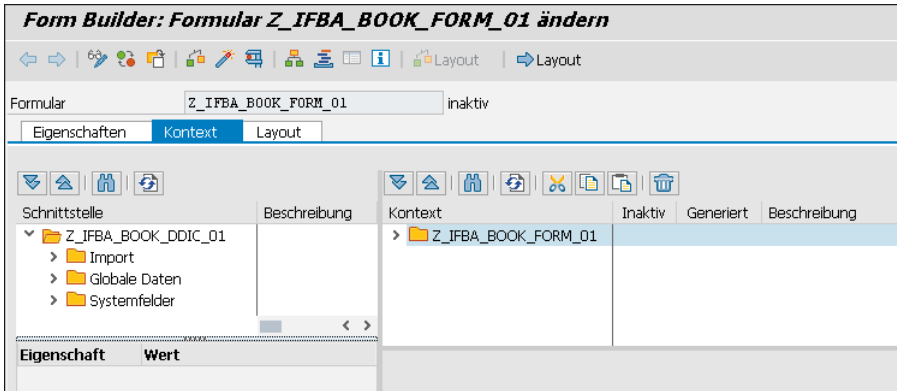 Form Builder: Formular Z_IFBA_BOOK_FORM_01 ändern
Layout Layout
Formular Z_IFBA_BOOK_FORM_01 inaktiv
Eigenschaften Kontext Layout
Schnittstelle Beschreibung Kontext Inaktiv Generiert Beschreibung
Z_IFBA_BOOK_DDIC_01 Z_IFBA_BOOK_FORM_01
Import
Globale Daten
Systemfelder
Eigenschaft Wert